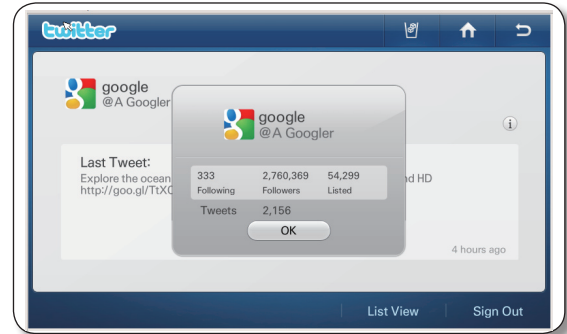 twitter
google
@A Googler
Last Tweet:
Explore the ocean
nd HD
http://goo.gl/TtXC
4 hours ago
google
@A Googler
333 2,760,369 54,299
Following Followers Listed
Tweets 2,156
OK
List View Sign Out